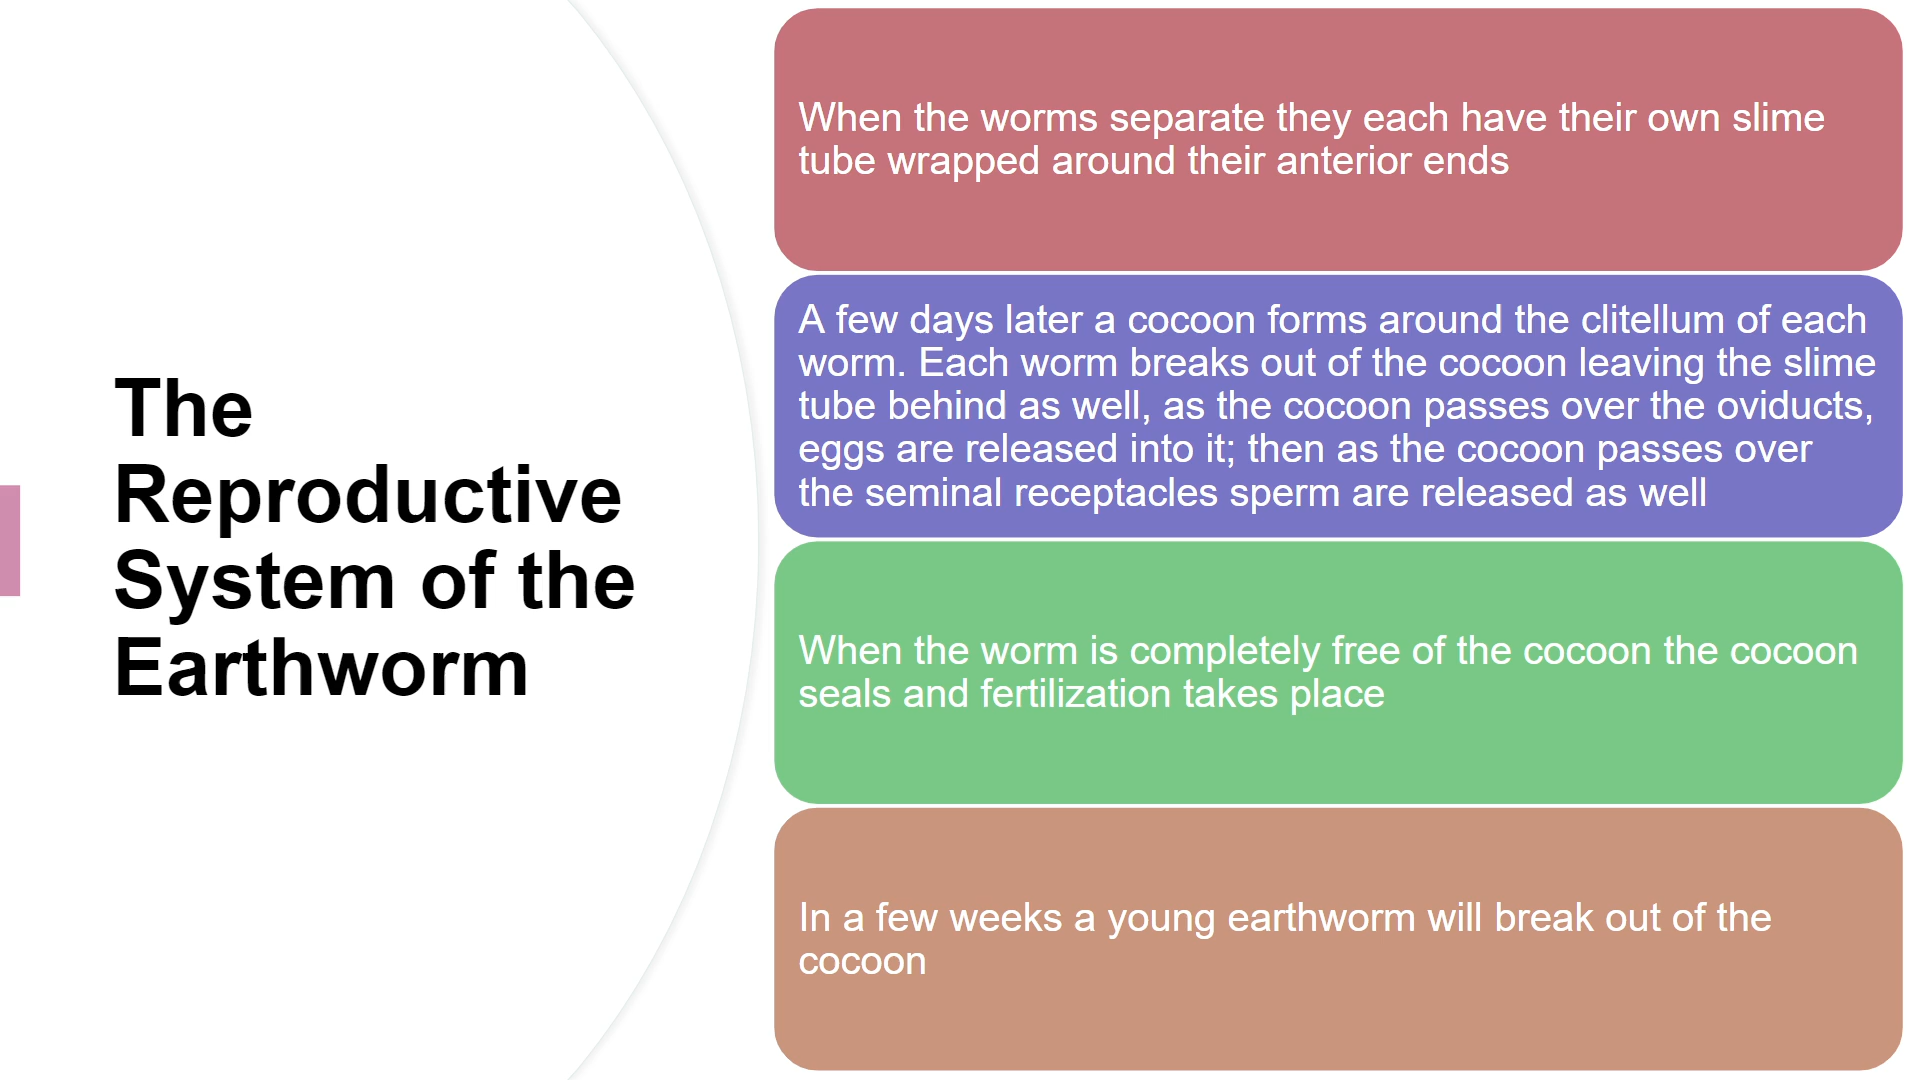 The
Reproductive
System of the
Earthworm
When the worms separate they each have their own slime
tube wrapped around their anterior ends
A few days later a cocoon forms around the clitellum of each
worm. Each worm breaks out of the cocoon leaving the slime
tube behind as well, as the cocoon passes over the oviducts,
eggs are released into it; then as the cocoon passes over
the seminal receptacles sperm are released as well
When the worm is completely free of the cocoon the cocoon
seals and fertilization takes place
In a few weeks a young earthworm will break out of the
cocoon